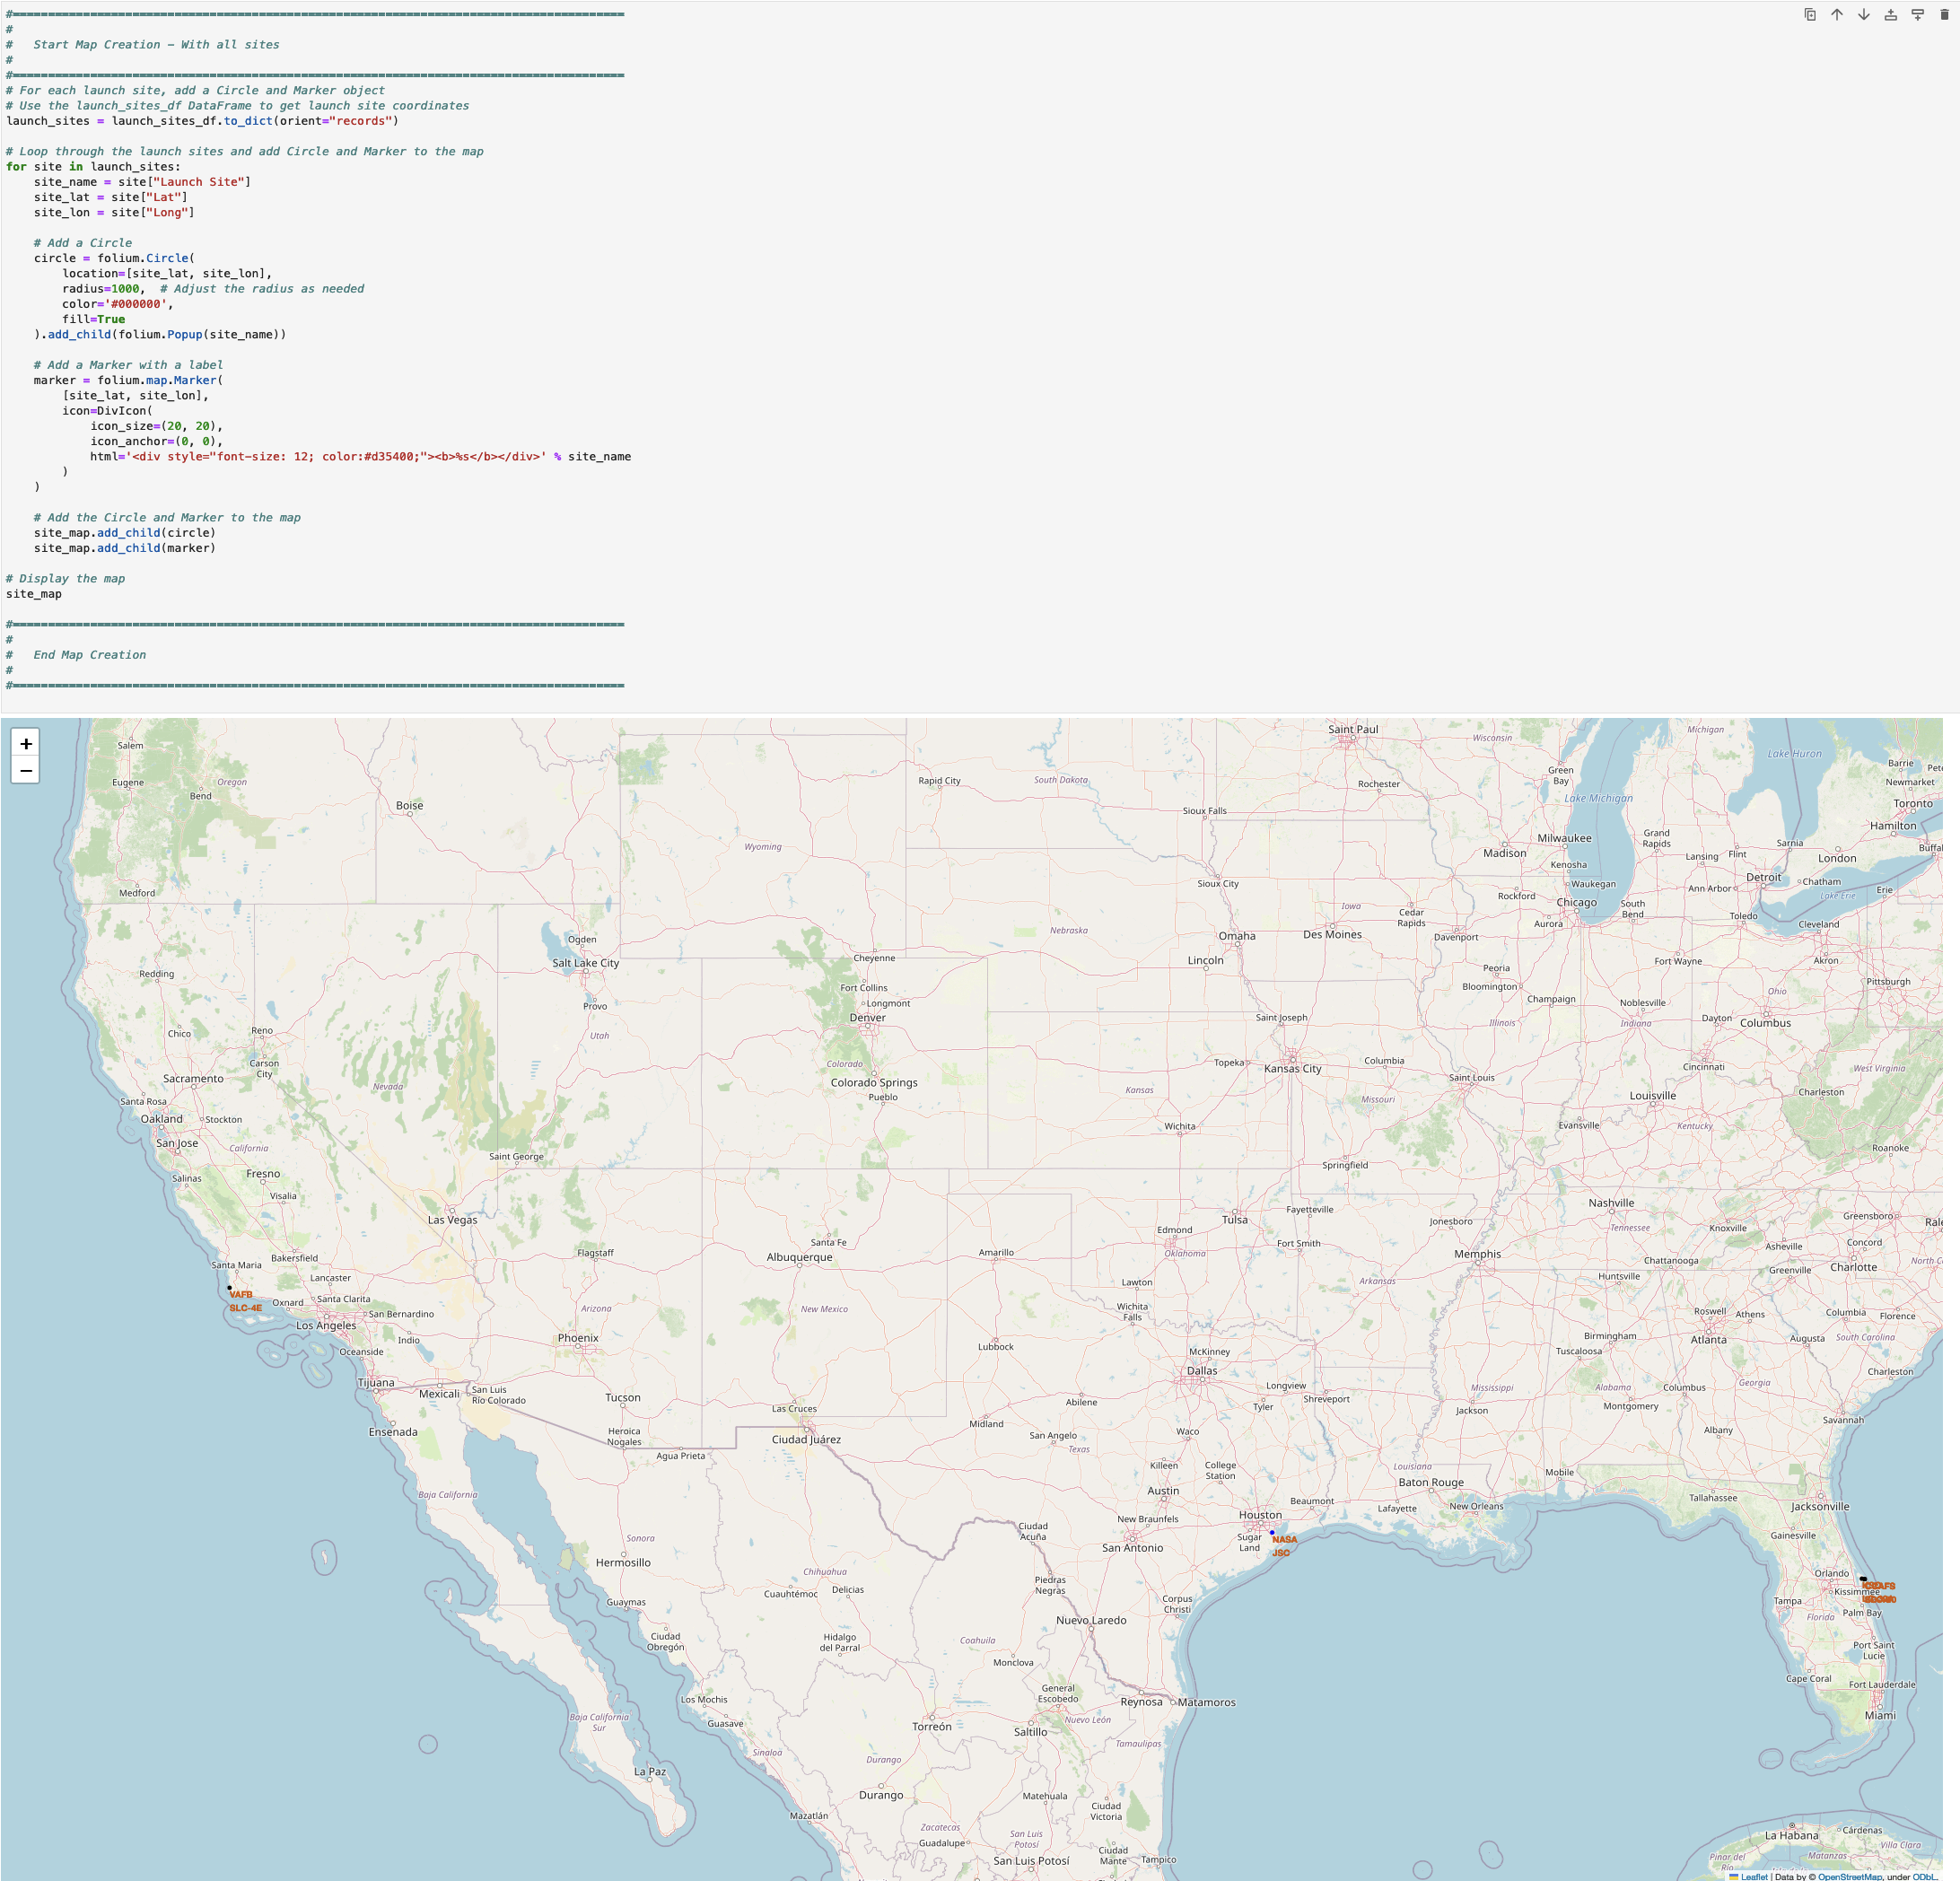 #=======================================================================================
#
#   Start Map Creation - With all sites
#
#=======================================================================================
# For each launch site, add a Circle and Marker object
# Use the launch_sites_df DataFrame to get launch site coordinates
launch_sites = launch_sites_df.to_dict(orient="records")
# Loop through the launch sites and add Circle and Marker to the map
for site in launch_sites:
    site_name = site["Launch Site"]
    site_lat = site["Lat"]
    site_lon = site["Long"]
    # Add a Circle
    circle = folium.Circle(
        location=[site_lat, site_lon],
        radius=1000,  # Adjust the radius as needed
        color='#000000',
        fill=True
    ).add_child(folium.Popup(site_name))
    # Add a Marker with a label
    marker = folium.map.Marker(
        [site_lat, site_lon],
        icon=DivIcon(
            icon_size=(20, 20),
            icon_anchor=(0, 0),
            html='<div style="font-size: 12; color:#d35400;"><b>%s</b></div>' % site_name
        )
    )
    # Add the Circle and Marker to the map
    site_map.add_child(circle)
    site_map.add_child(marker)
# Display the map
site_map
#=======================================================================================
#
#   End Map Creation
#
#=======================================================================================
+
−
Saint Paul
Michigan
Wisconsin
Salem
Lake Huron
Barrie
Green
Bay
Rapid City
South Dakota
Eugene
Oregon
Newmarket
Rochester
Bend
Lake Michigan
Toronto
Boise
Sioux Falls
Hamilton
Grand
Rapids
Milwaukee
Sarnia
Wyoming
Madison
Lansing
Flint
London
Kenosha
Detroit
Chatham
Sioux City
Waukegan
Ann Arbor
Erie
Medford
Lake Erie
Rockford
Chicago
South
Bend
Iowa
Cedar
Rapids
Toledo
Aurora
Cleveland
Nebraska
Omaha
Des Moines
Davenport
Ogden
Cheyenne
Salt Lake City
Lincoln
Fort Wayne
Akron
Redding
Peoria
Pittsburgh
Fort Collins
Bloomington
Ohio
Longmont
Champaign
Noblesville
Provo
Denver
Saint Joseph
Dayton
Columbus
Illinois
Indiana
Chico
Reno
Utah
Colorado
Topeka
Kansas City
Columbia
Carson
City
Cincinnati
West Virginia
Sacramento
Nevada
Colorado Springs
Kansas
Saint Louis
Charleston
Pueblo
Missouri
Louisville
Santa Rosa
Oakland
Stockton
Wichita
Evansville
Kentucky
San Jose
California
Saint George
Springfield
Roanoke
Salinas
Fresno
Visalia
Las Vegas
Tulsa
Fayetteville
Nashville
Greensboro
Jonesboro
Tennessee
Knoxville
Edmond
Santa Fe
Fort Smith
Asheville
Concord
Flagstaff
Albuquerque
Amarillo
Oklahoma
Memphis
Bakersfield
Santa Maria
Chattanooga
Charlotte
Lancaster
Lawton
Arkansas
Huntsville
Greenville
VAFB
SLC-4E
Oxnard
Santa Clarita
San Bernardino
Arizona
New Mexico
Wichita
Falls
Roswell
Athens
Columbia
Florence
Los Angeles
Indio
Phoenix
Birmingham
Atlanta
Augusta
South Carolina
Oceanside
Lubbock
McKinney
Tuscaloosa
Dallas
Charleston
Tijuana
Mexicali
San Luis
Río Colorado
Tucson
Abilene
Longview
Tyler
Shreveport
Mississippi
Alabama
Columbus
Georgia
Las Cruces
Jackson
Montgomery
Ensenada
Heroica
Nogales
Midland
Waco
Savannah
Ciudad Juárez
San Angelo
Texas
Albany
Agua Prieta
Killeen
College
Station
Louisiana
Mobile
Baja California
Austin
Baton Rouge
Tallahassee
Beaumont
Lafayette
New Orleans
Jacksonville
New Braunfels
Houston
Ciudad
Acuña
Sonora
San Antonio
Sugar
Land
NASA
JSC
Gainesville
Hermosillo
Chihuahua
Orlando
Piedras
Negras
Cuauhtémoc
Delicias
Kissimmee
Guaymas
Corpus
Christi
Tampa
Palm Bay
Nuevo Laredo
Florida
Ciudad
Obregón
Hidalgo
del Parral
Coahuila
Port Saint
Lucie
Monclova
Cape Coral
Fort Lauderdale
General
Escobedo
Los Mochis
Reynosa
Matamoros
Miami
Baja California
Sur
Guasave
Torreón
Saltillo
Nuevo León
Tamaulipas
Sinaloa
Durango
La Paz
Durango
Matehuala
Ciudad
Victoria
Mazatlán
Zacatecas
San Luis
Potosí
Guadalupe
La Habana
Cárdenas
Villa Clara
Ciudad
Mante
Tampico
San Luis Potosí
Pinar del
Río
Matanzas
Leaflet | Data by © OpenStreetMap, under ODbL.